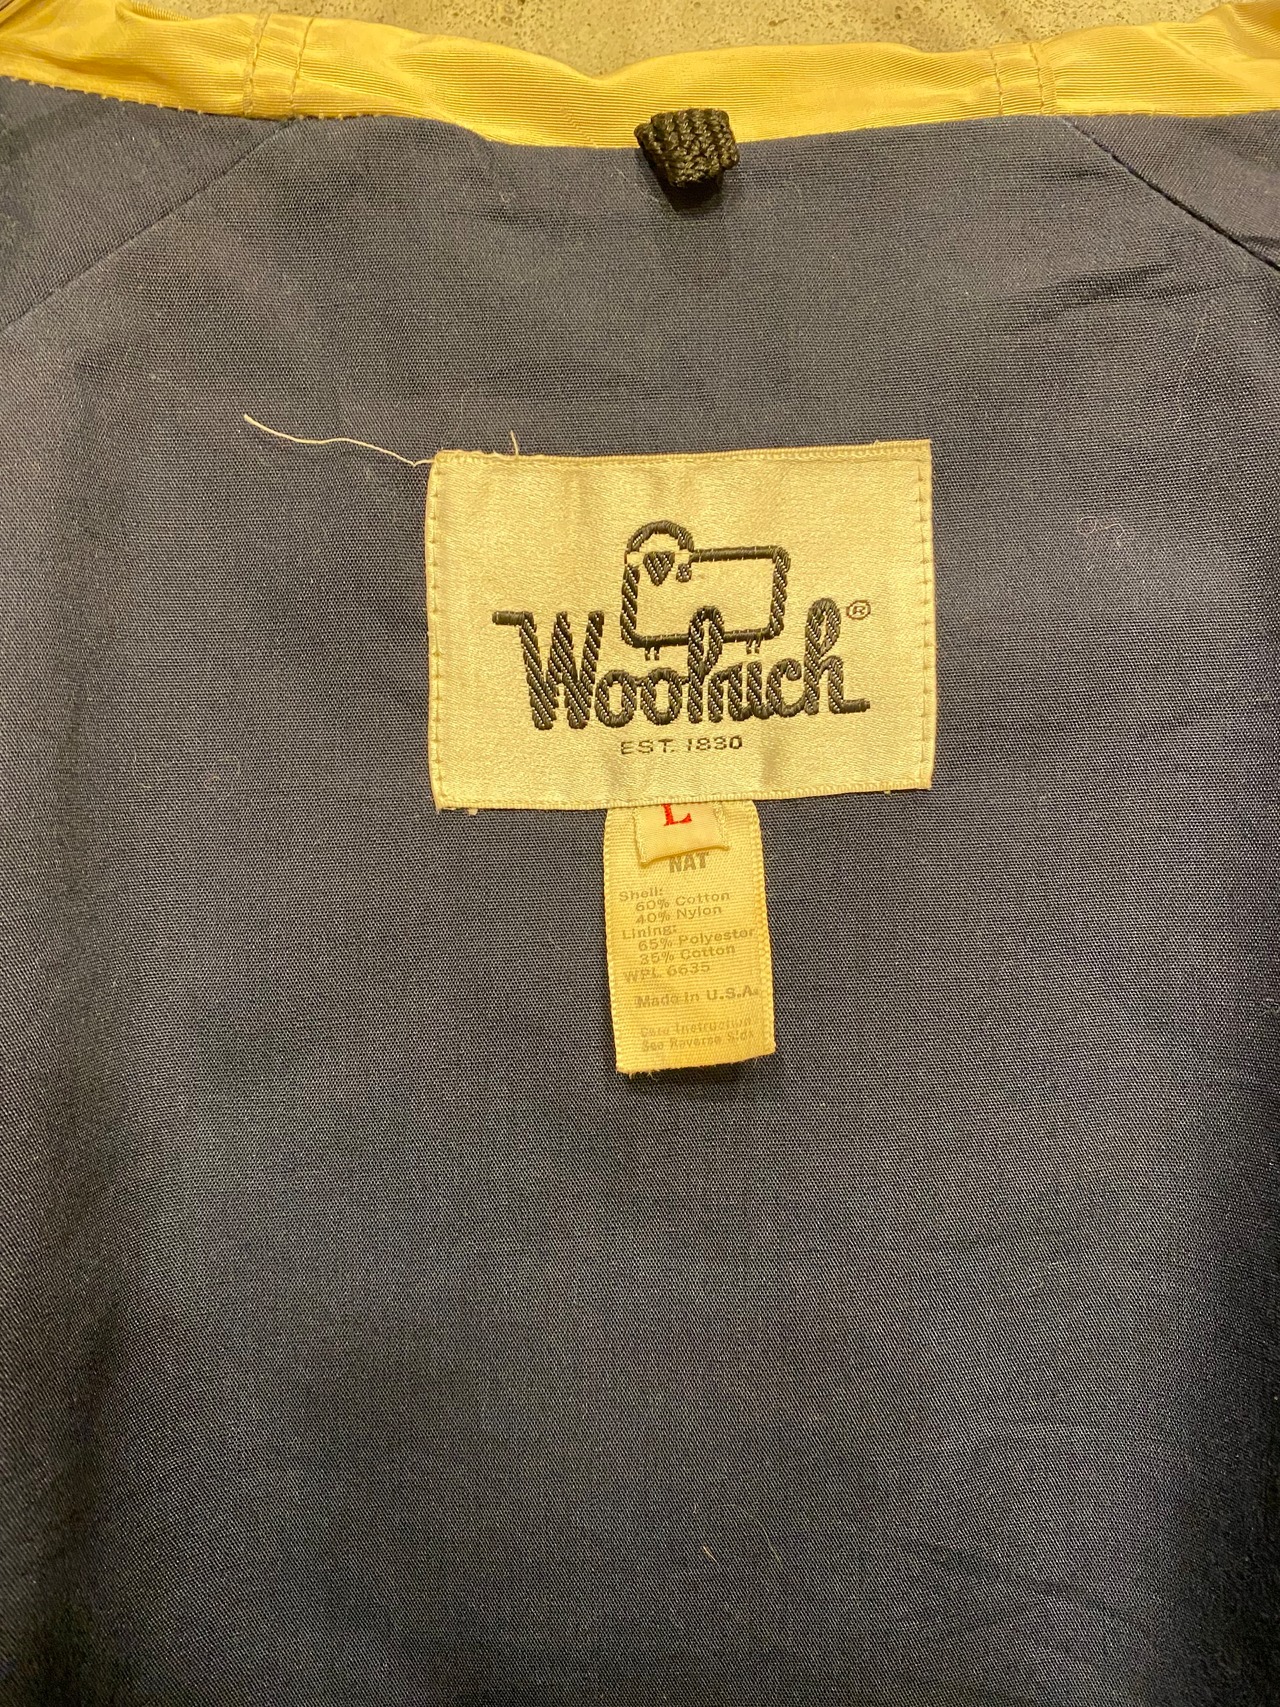 Woolrich®
EST. 1830
L
NAT
Shell:
60% Cotton
40% Nylon
Lining:
65% Polyester
35% Cotton
WPL 6635
Made in U.S.A.
Care Instructions
See Reverse Side